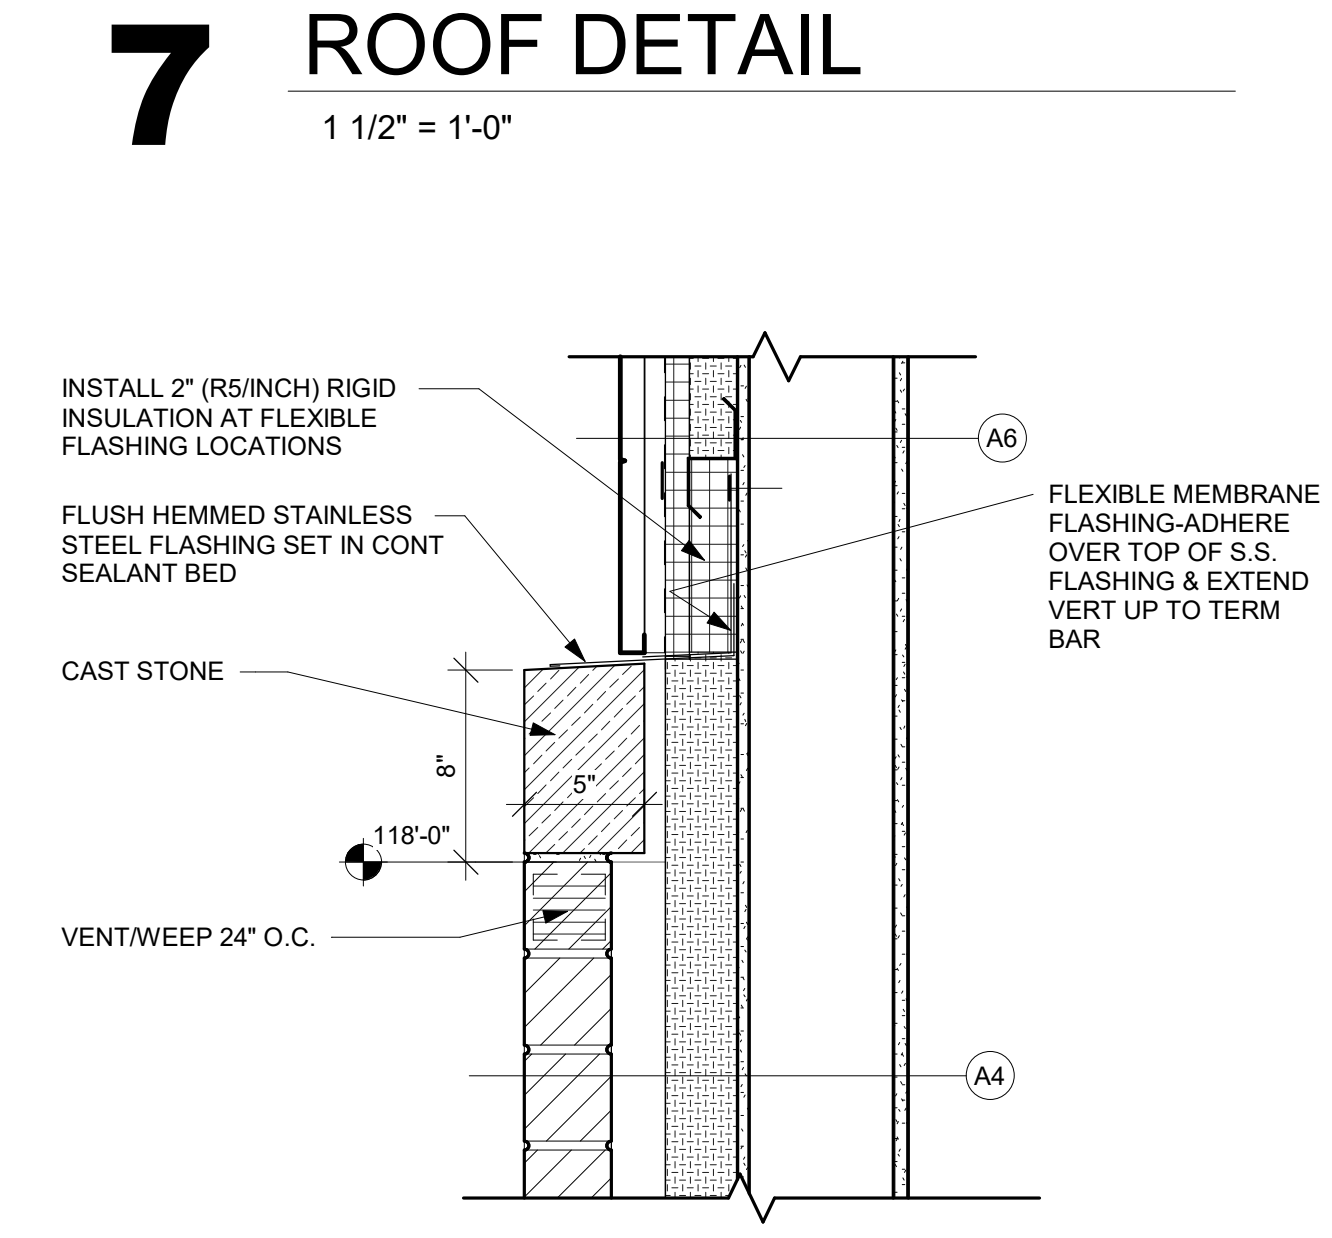 7 ROOF DETAIL
1 1/2" = 1'-0"
INSTALL 2" (R5/INCH) RIGID
INSULATION AT FLEXIBLE
FLASHING LOCATIONS
A6
FLUSH HEMMED STAINLESS
STEEL FLASHING SET IN CONT
SEALANT BED
FLEXIBLE MEMBRANE
FLASHING-ADHERE
OVER TOP OF S.S.
FLASHING & EXTEND
VERT UP TO TERM
BAR
CAST STONE
8"
5"
118'-0"
VENT/WEEP 24" O.C.
A4